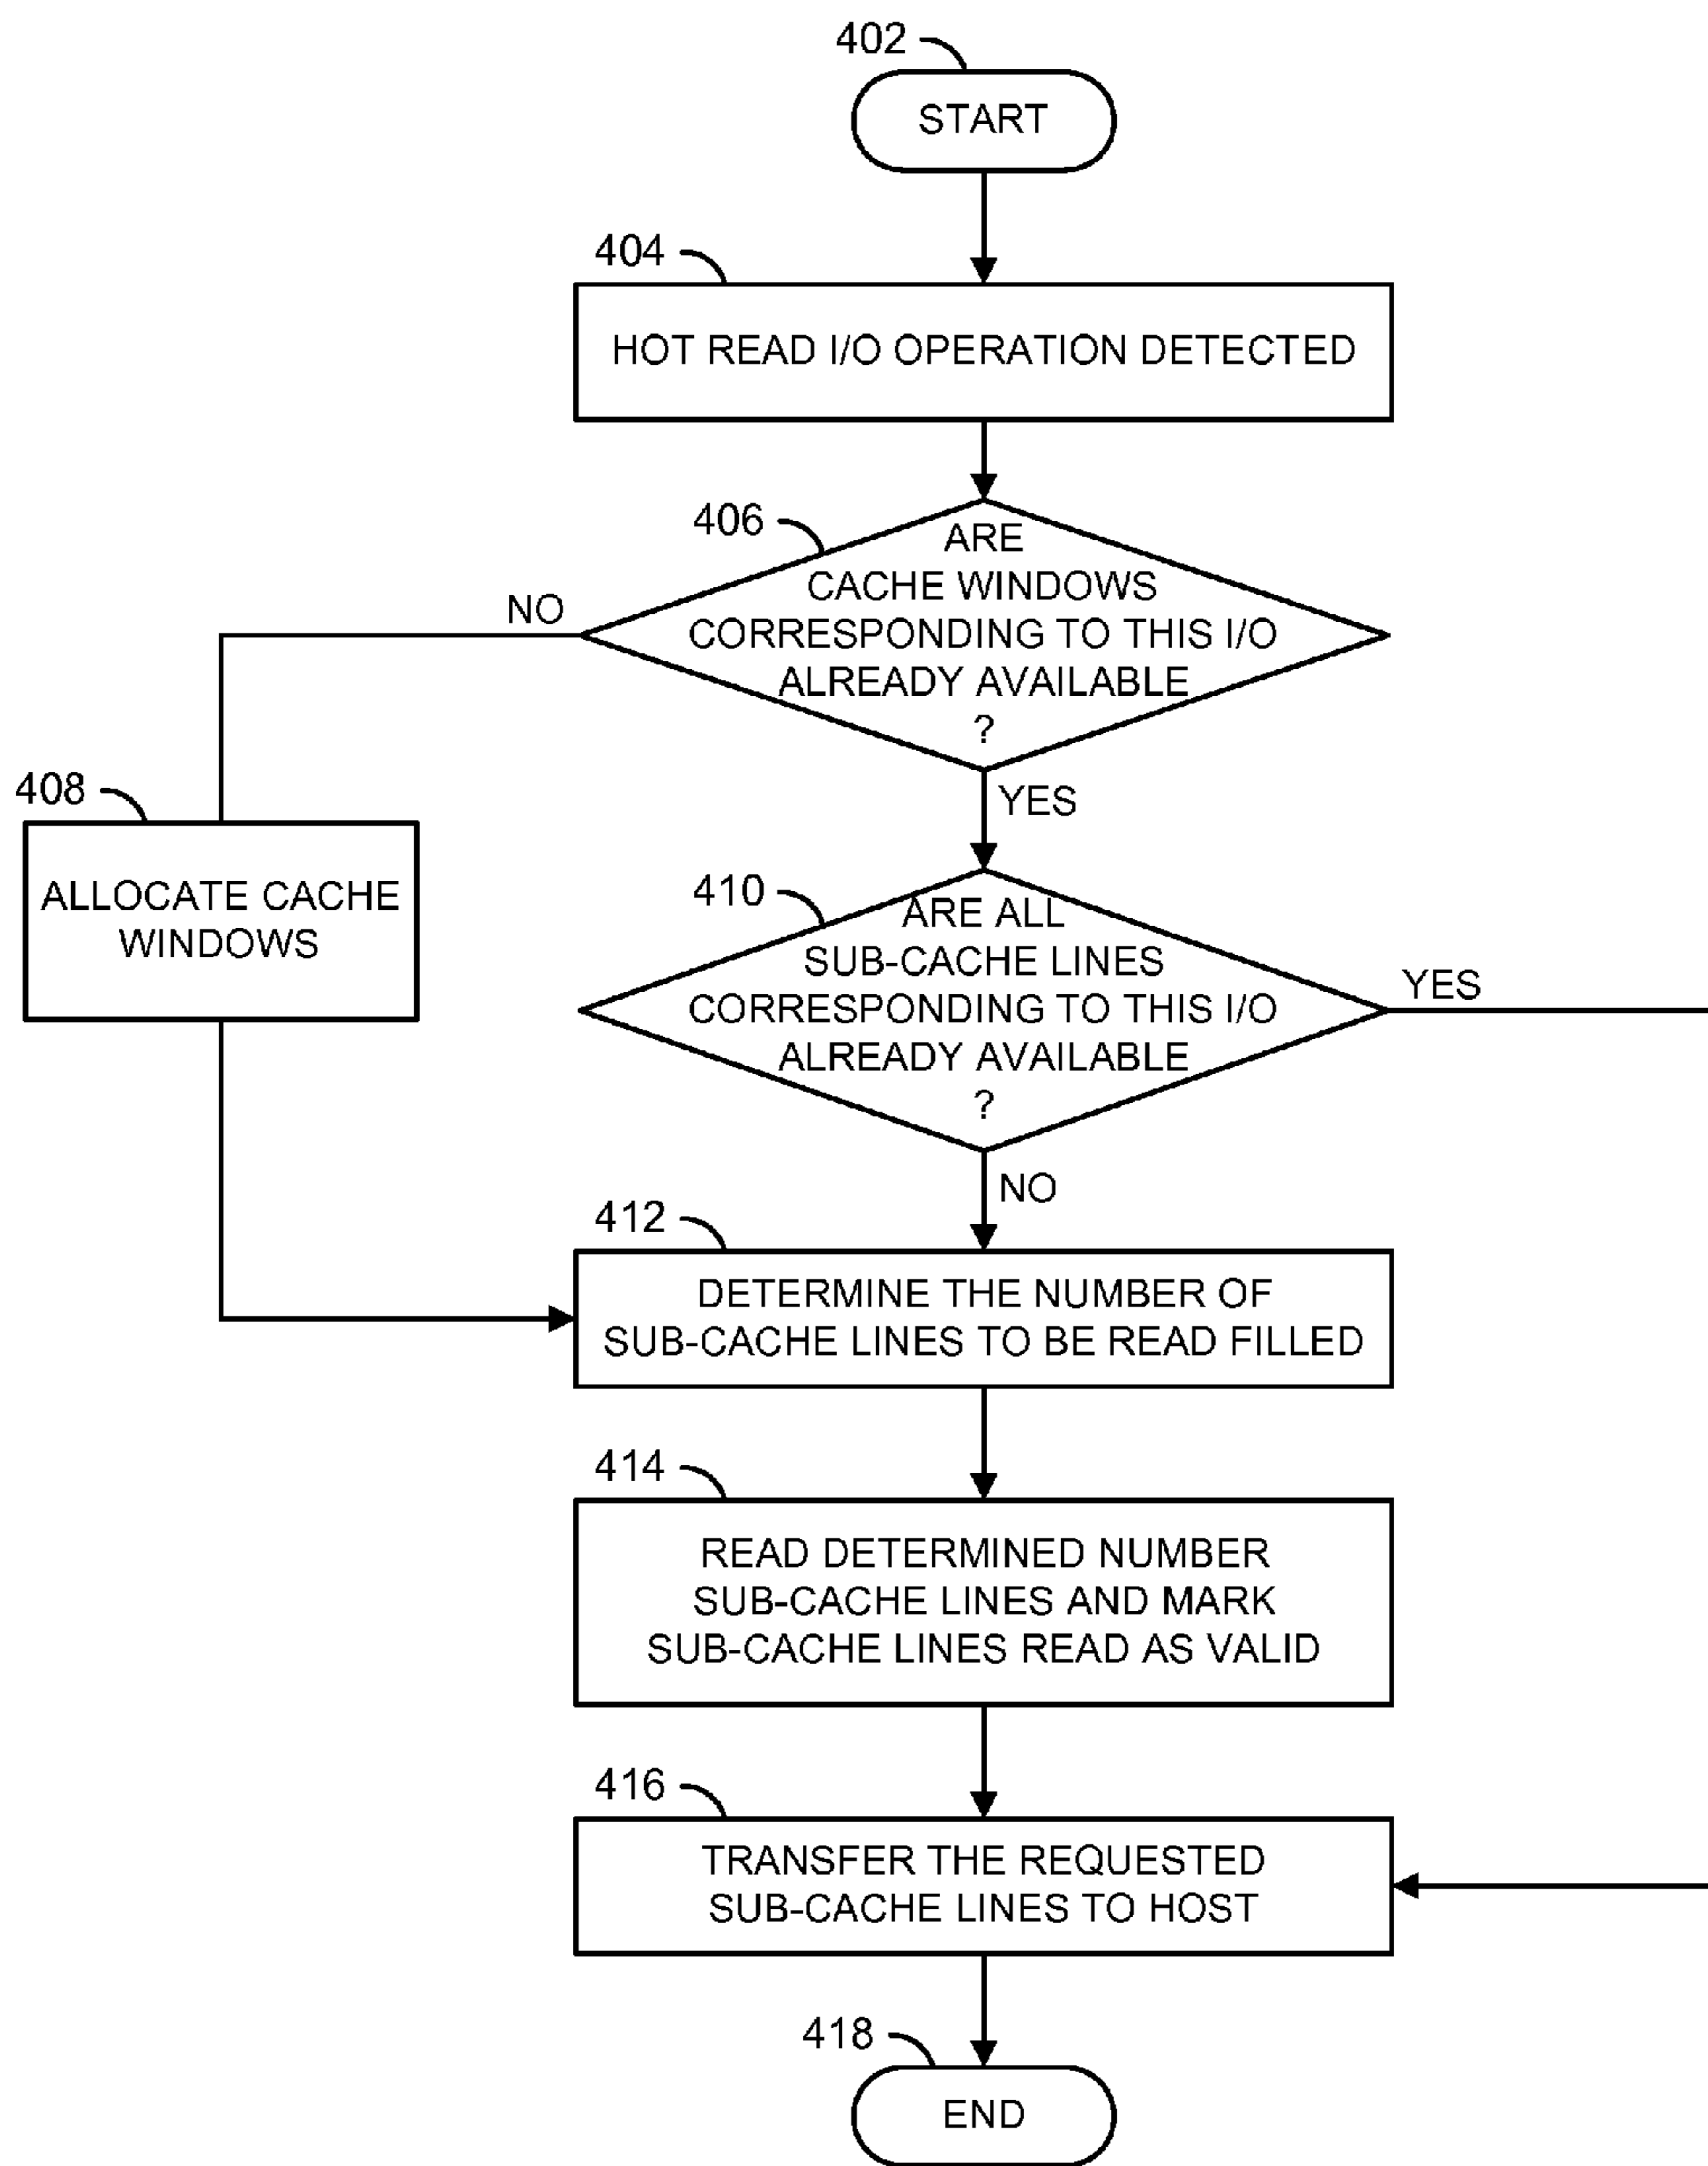 402
START
404
HOT READ I/O OPERATION DETECTED
406
ARE
CACHE WINDOWS
CORRESPONDING TO THIS I/O
ALREADY AVAILABLE
?
NO
YES
408
ALLOCATE CACHE
WINDOWS
410
ARE ALL
SUB-CACHE LINES
CORRESPONDING TO THIS I/O
ALREADY AVAILABLE
?
YES
NO
412
DETERMINE THE NUMBER OF
SUB-CACHE LINES TO BE READ FILLED
414
READ DETERMINED NUMBER
SUB-CACHE LINES AND MARK
SUB-CACHE LINES READ AS VALID
416
TRANSFER THE REQUESTED
SUB-CACHE LINES TO HOST
418
END